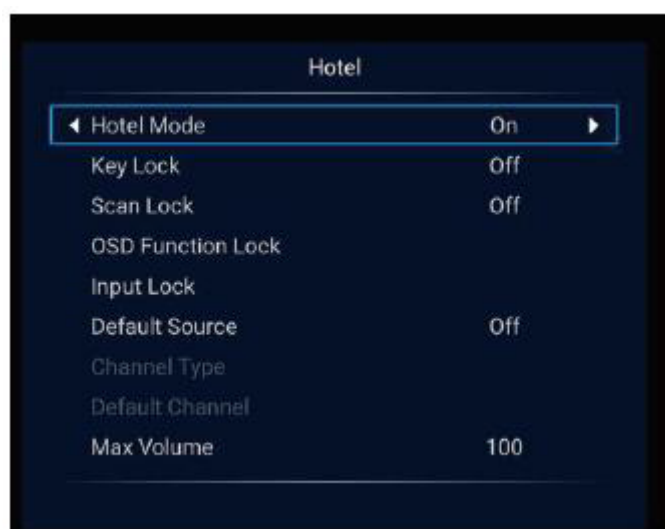 Hotel
Hotel Mode On
Key Lock Off
Scan Lock Off
OSD Function Lock
Input Lock
Default Source Off
Channel Type
Default Channel
Max Volume 100